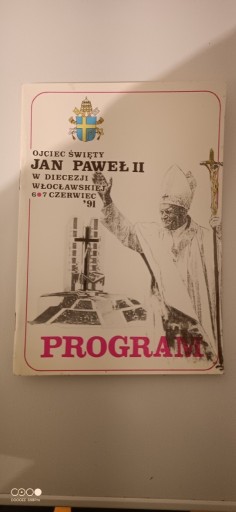 OJCIEC ŚWIĘTY
JAN PAWEŁ II
W DIECEZJI
WŁOCŁAWSKIEJ
6*7 CZERWIEC
'91
PROGRAM